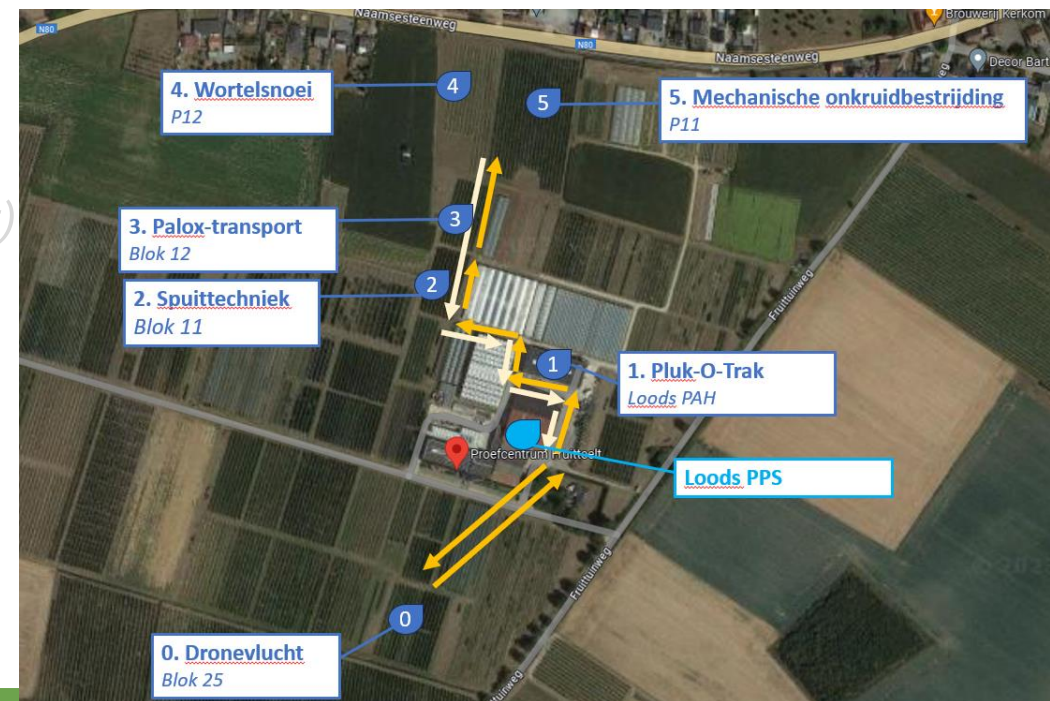 N80
Naamsesteenweg
N80
Naamsesteenweg
Brouwerij Kerkom
Decor Bart
4. Wortelsnoei
P12
4
5
5. Mechanische onkruidbestrijding
P11
3. Palox-transport
Blok 12
3
2. Spuittechniek
Blok 11
2
Fruittuinweg
1
1. Pluk-O-Trak
Loods PAH
Proefcentrum Fruitteelt
Loods PPS
Fruittuinweg
0
0. Dronevlucht
Blok 25